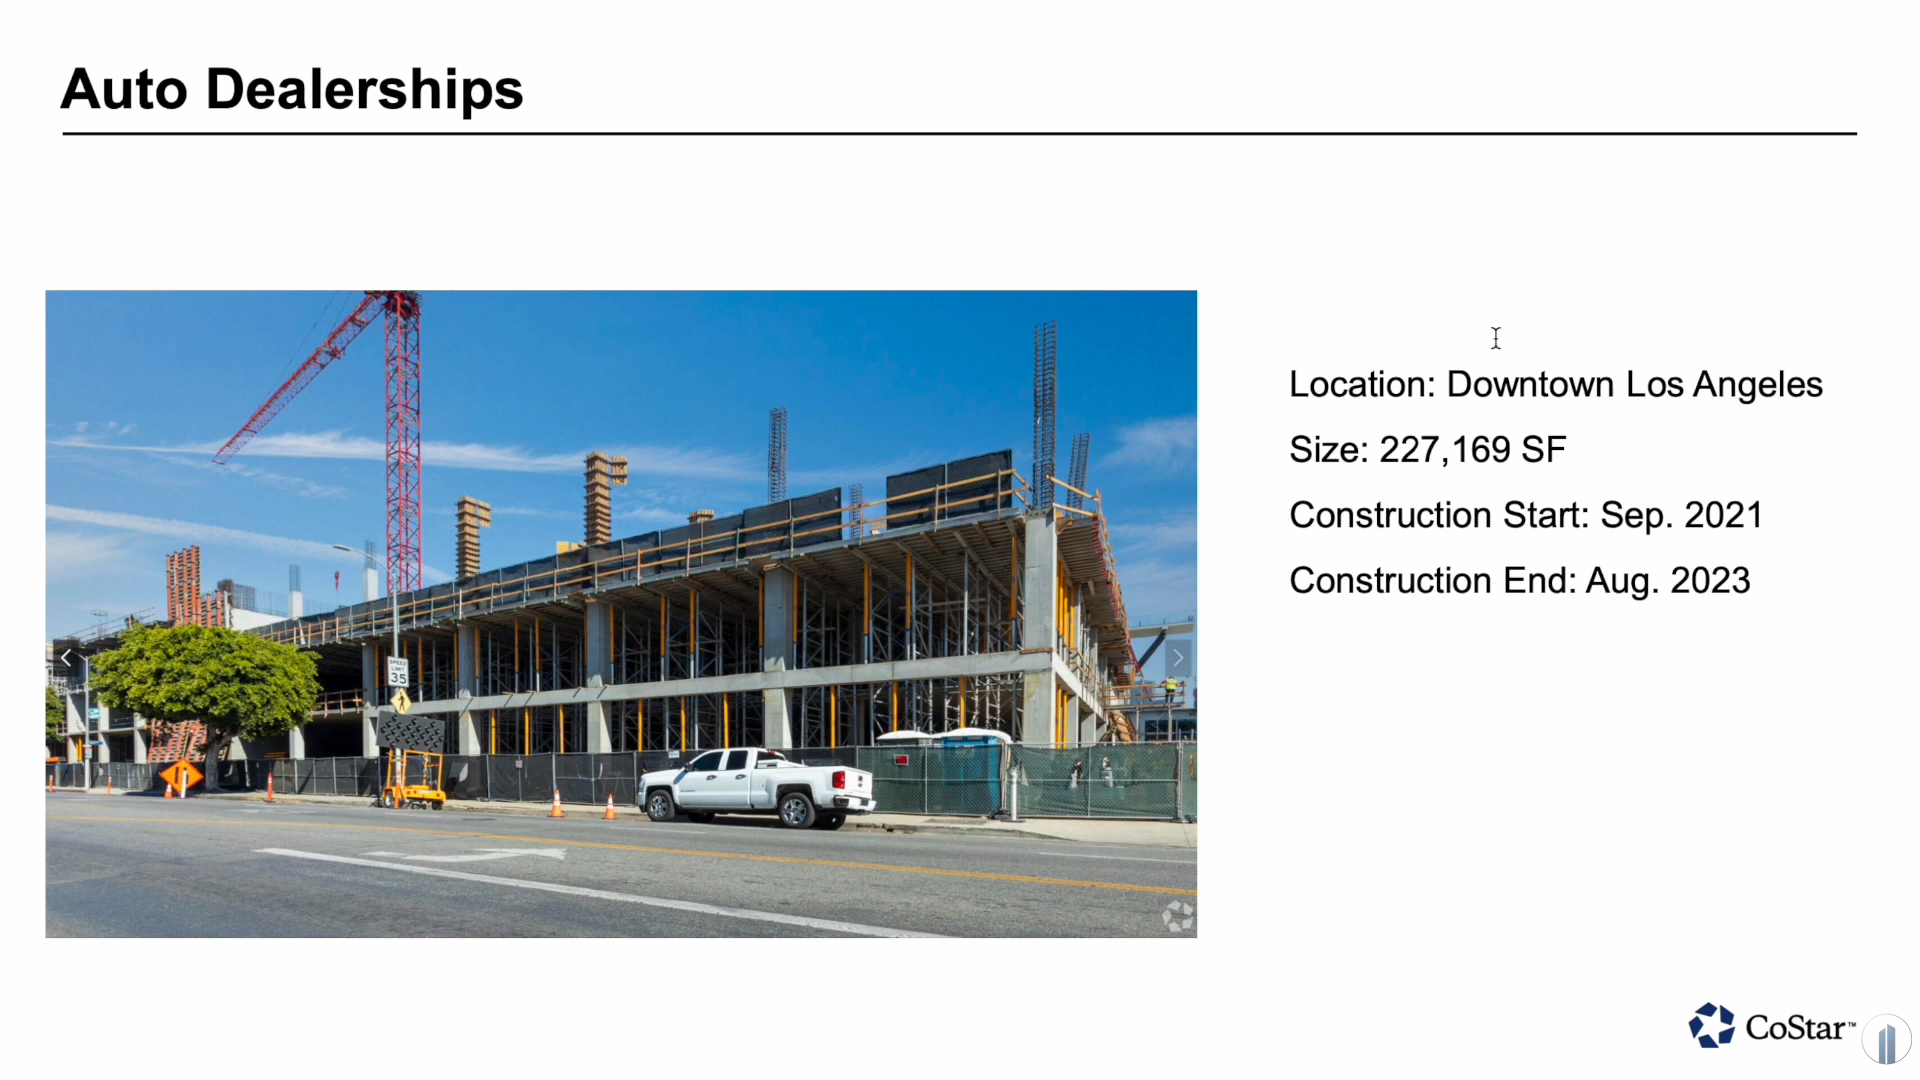 Auto Dealerships
Location: Downtown Los Angeles
Size: 227,169 SF
Construction Start: Sep. 2021
Construction End: Aug. 2023
SPEED
LIMIT
35
CoStar™